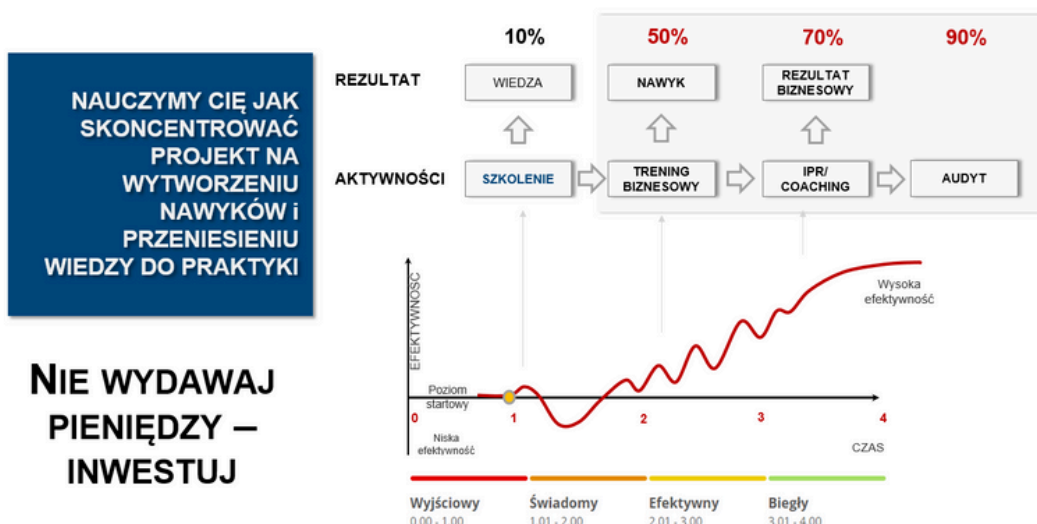 NAUCZYMY CIĘ JAK
SKONCENTROWAĆ
PROJEKT NA
WYTWORZENIU
NAWYKÓW i
PRZENIESIENIU
WIEDZY DO PRAKTYKI
NIE WYDAWAJ
PIENIĘDZY –
INWESTUJ
10% 50% 70% 90%
REZULTAT WIEDZA NAWYK REZULTAT
BIZNESOWY
AKTYWNOŚCI SZKOLENIE TRENING
BIZNESOWY
IPR/
COACHING
AUDYT
EFEKTYWNOŚĆ
Wysoka
efektywność
Poziom
startowy
0 1 2 3 4
Niska
efektywność
CZAS
Wyjściowy Świadomy Efektywny Biegły
0.00 - 1.00 1.01 - 2.00 2.01 - 3.00 3.01 - 4.00